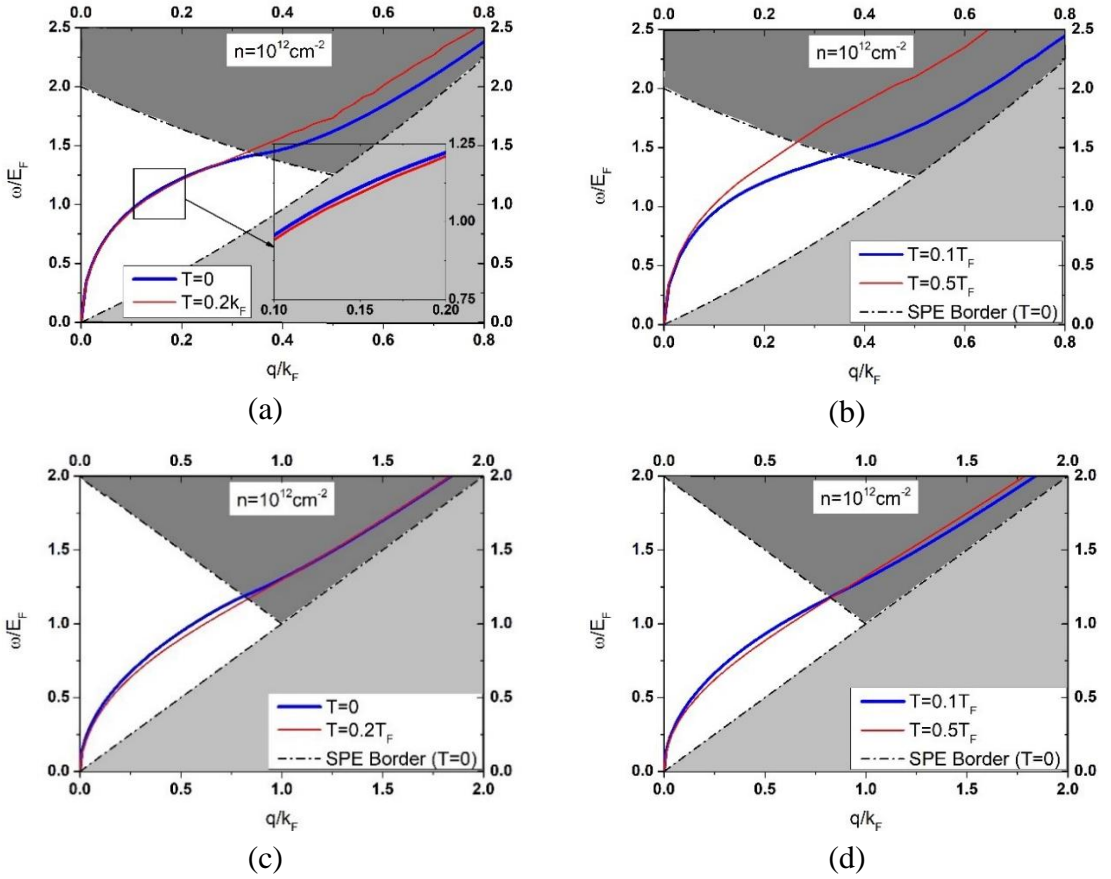 0.0 0.2 0.4 0.6 0.8
2.5 2.5
n=10¹²cm⁻²
2.0 2.0
1.5 1.5
1.25
ω/E_F
1.0 1.00 1.0
0.5 T=0 0.5
T=0.2k_F 0.75
0.10 0.15 0.20
0.0 0.0
0.0 0.2 0.4 0.6 0.8
q/k_F
(a)
0.0 0.2 0.4 0.6 0.8
2.5 2.5
n=10¹²cm⁻²
2.0 2.0
1.5 1.5
ω/E_F
1.0 1.0
T=0.1T_F
0.5 T=0.5T_F 0.5
SPE Border (T=0)
0.0 0.0
0.0 0.2 0.4 0.6 0.8
q/k_F
(b)
0.0 0.5 1.0 1.5 2.0
2.0 2.0
n=10¹²cm⁻²
1.5 1.5
ω/E_F
1.0 1.0
0.5 T=0 0.5
T=0.2T_F
SPE Border (T=0)
0.0 0.0
0.0 0.5 1.0 1.5 2.0
q/k_F
(c)
0.0 0.5 1.0 1.5 2.0
2.0 2.0
n=10¹²cm⁻²
1.5 1.5
ω/E_F
1.0 1.0
0.5 T=0.1T_F 0.5
T=0.5T_F
SPE Border (T=0)
0.0 0.0
0.0 0.5 1.0 1.5 2.0
q/k_F
(d)